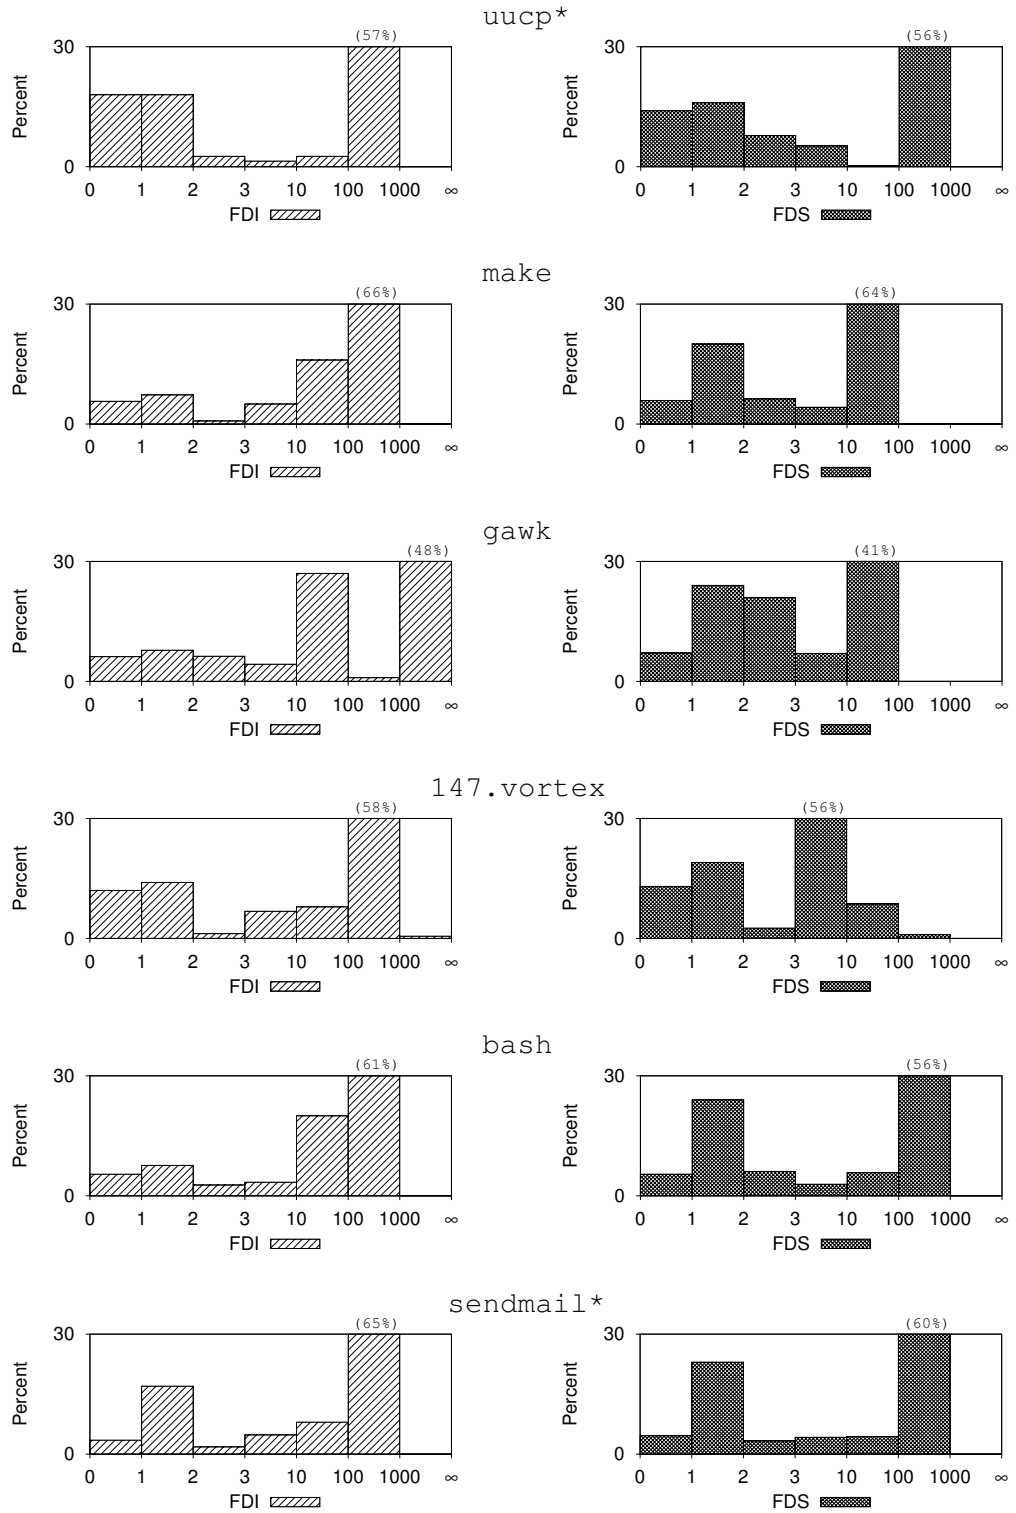 uucp*
(57%) (56%)
30 30
Percent Percent
0 0
0 1 2 3 10 100 1000 ∞ 0 1 2 3 10 100 1000 ∞
FDI FDS
make
(66%) (64%)
30 30
Percent Percent
0 0
0 1 2 3 10 100 1000 ∞ 0 1 2 3 10 100 1000 ∞
FDI FDS
gawk
(48%) (41%)
30 30
Percent Percent
0 0
0 1 2 3 10 100 1000 ∞ 0 1 2 3 10 100 1000 ∞
FDI FDS
147.vortex
(58%) (56%)
30 30
Percent Percent
0 0
0 1 2 3 10 100 1000 ∞ 0 1 2 3 10 100 1000 ∞
FDI FDS
bash
(61%) (56%)
30 30
Percent Percent
0 0
0 1 2 3 10 100 1000 ∞ 0 1 2 3 10 100 1000 ∞
FDI FDS
sendmail*
(65%) (60%)
30 30
Percent Percent
0 0
0 1 2 3 10 100 1000 ∞ 0 1 2 3 10 100 1000 ∞
FDI FDS